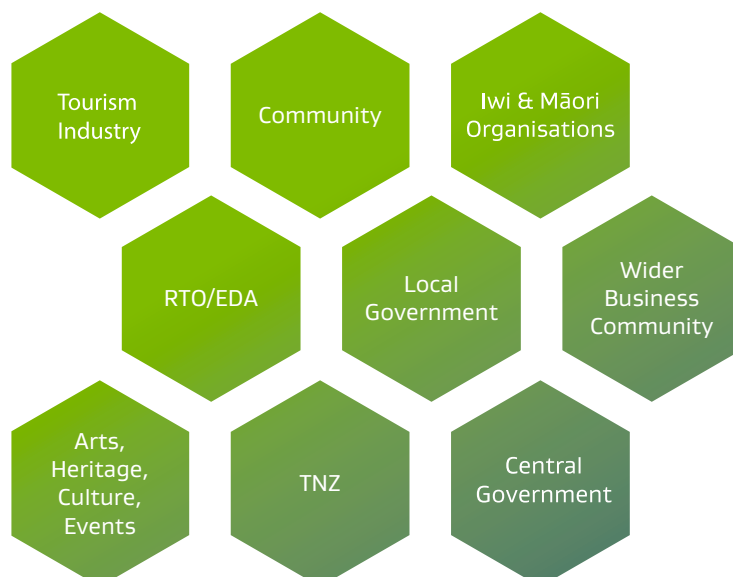 Tourism
Industry
Community
Iwi & Māori
Organisations
RTO/EDA
Local
Government
Wider
Business
Community
Arts,
Heritage,
Culture,
Events
TNZ
Central
Government